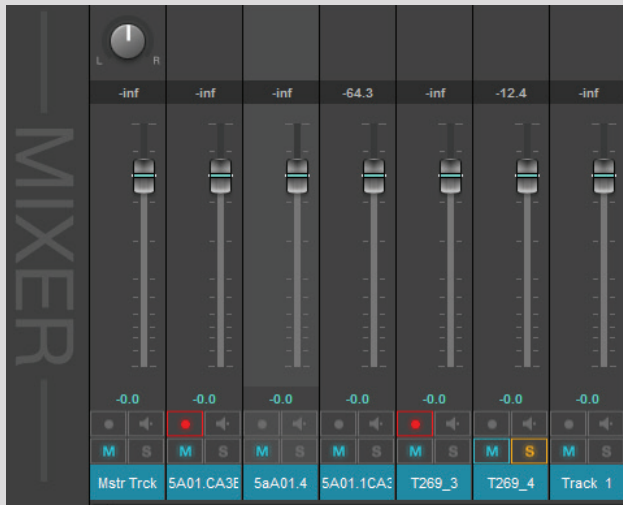 MIXER
L R
-inf -inf -inf -64.3 -inf -12.4 -inf
-0.0 -0.0 -0.0 -0.0 -0.0 -0.0 -0.0
M S M S M S M S M S M S M S
Mstr Trck 5A01.CA3E 5aA01.4 5A01.1CA3 T269_3 T269_4 Track 1